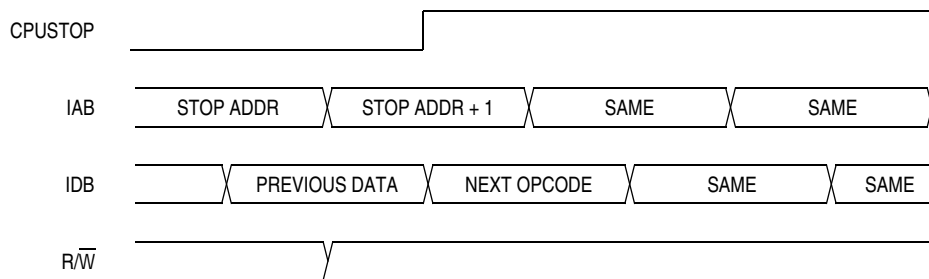 CPUSTOP
IAB STOP ADDR STOP ADDR + 1 SAME SAME
IDB PREVIOUS DATA NEXT OPCODE SAME SAME
R/W̅